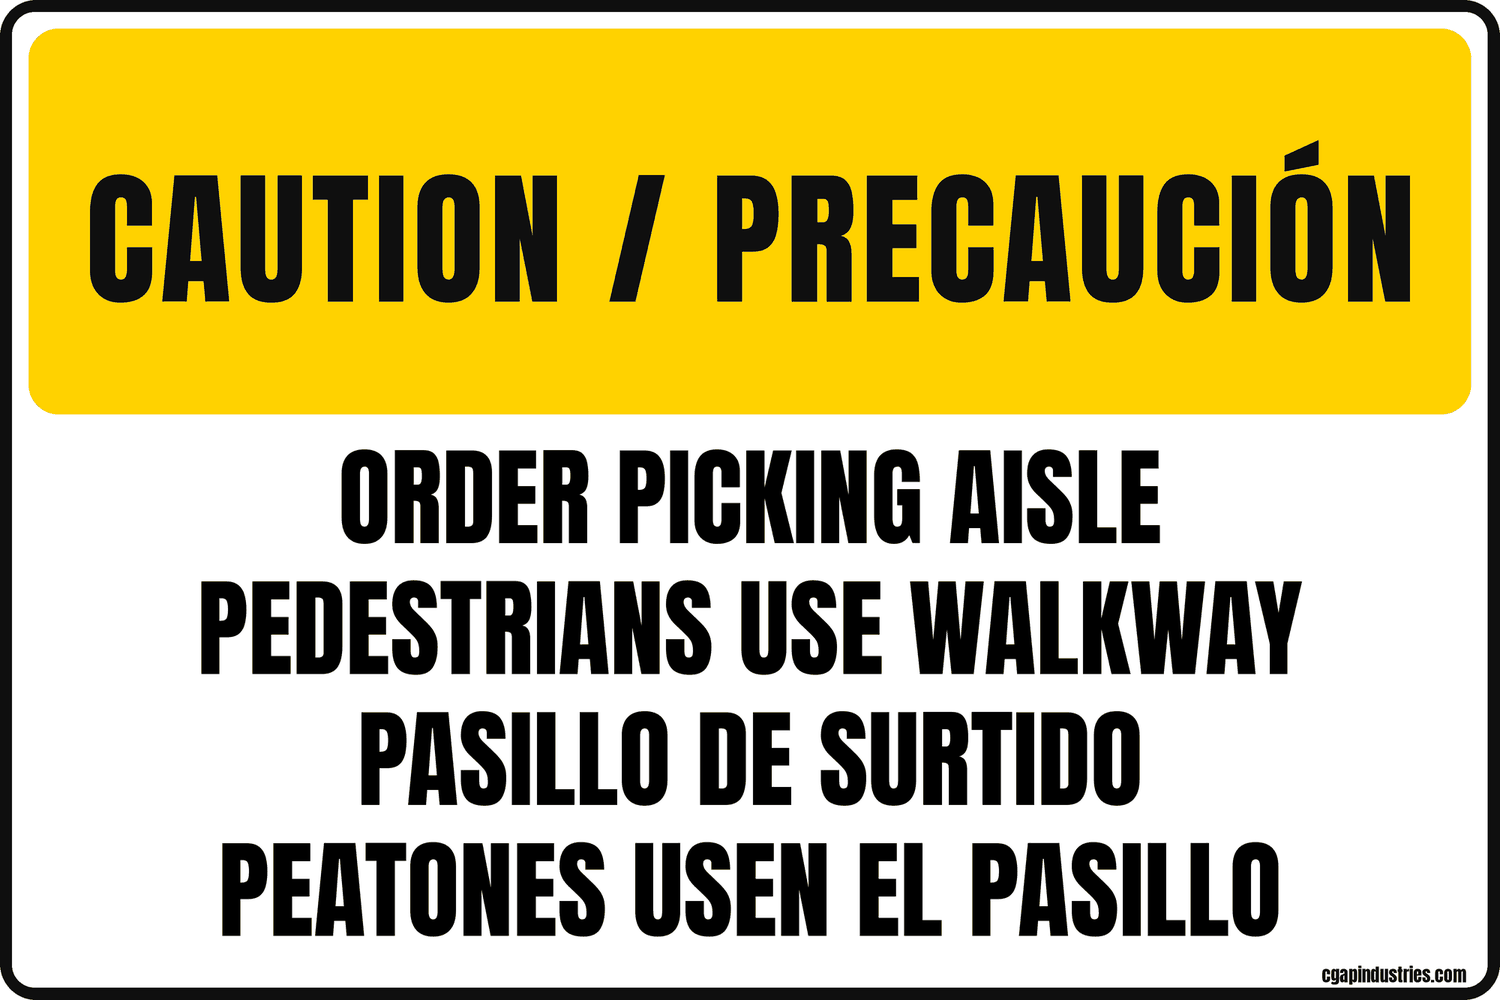 CAUTION / PRECAUCIÓN
ORDER PICKING AISLE
PEDESTRIANS USE WALKWAY
PASILLO DE SURTIDO
PEATONES USEN EL PASILLO
cgapindustries.com